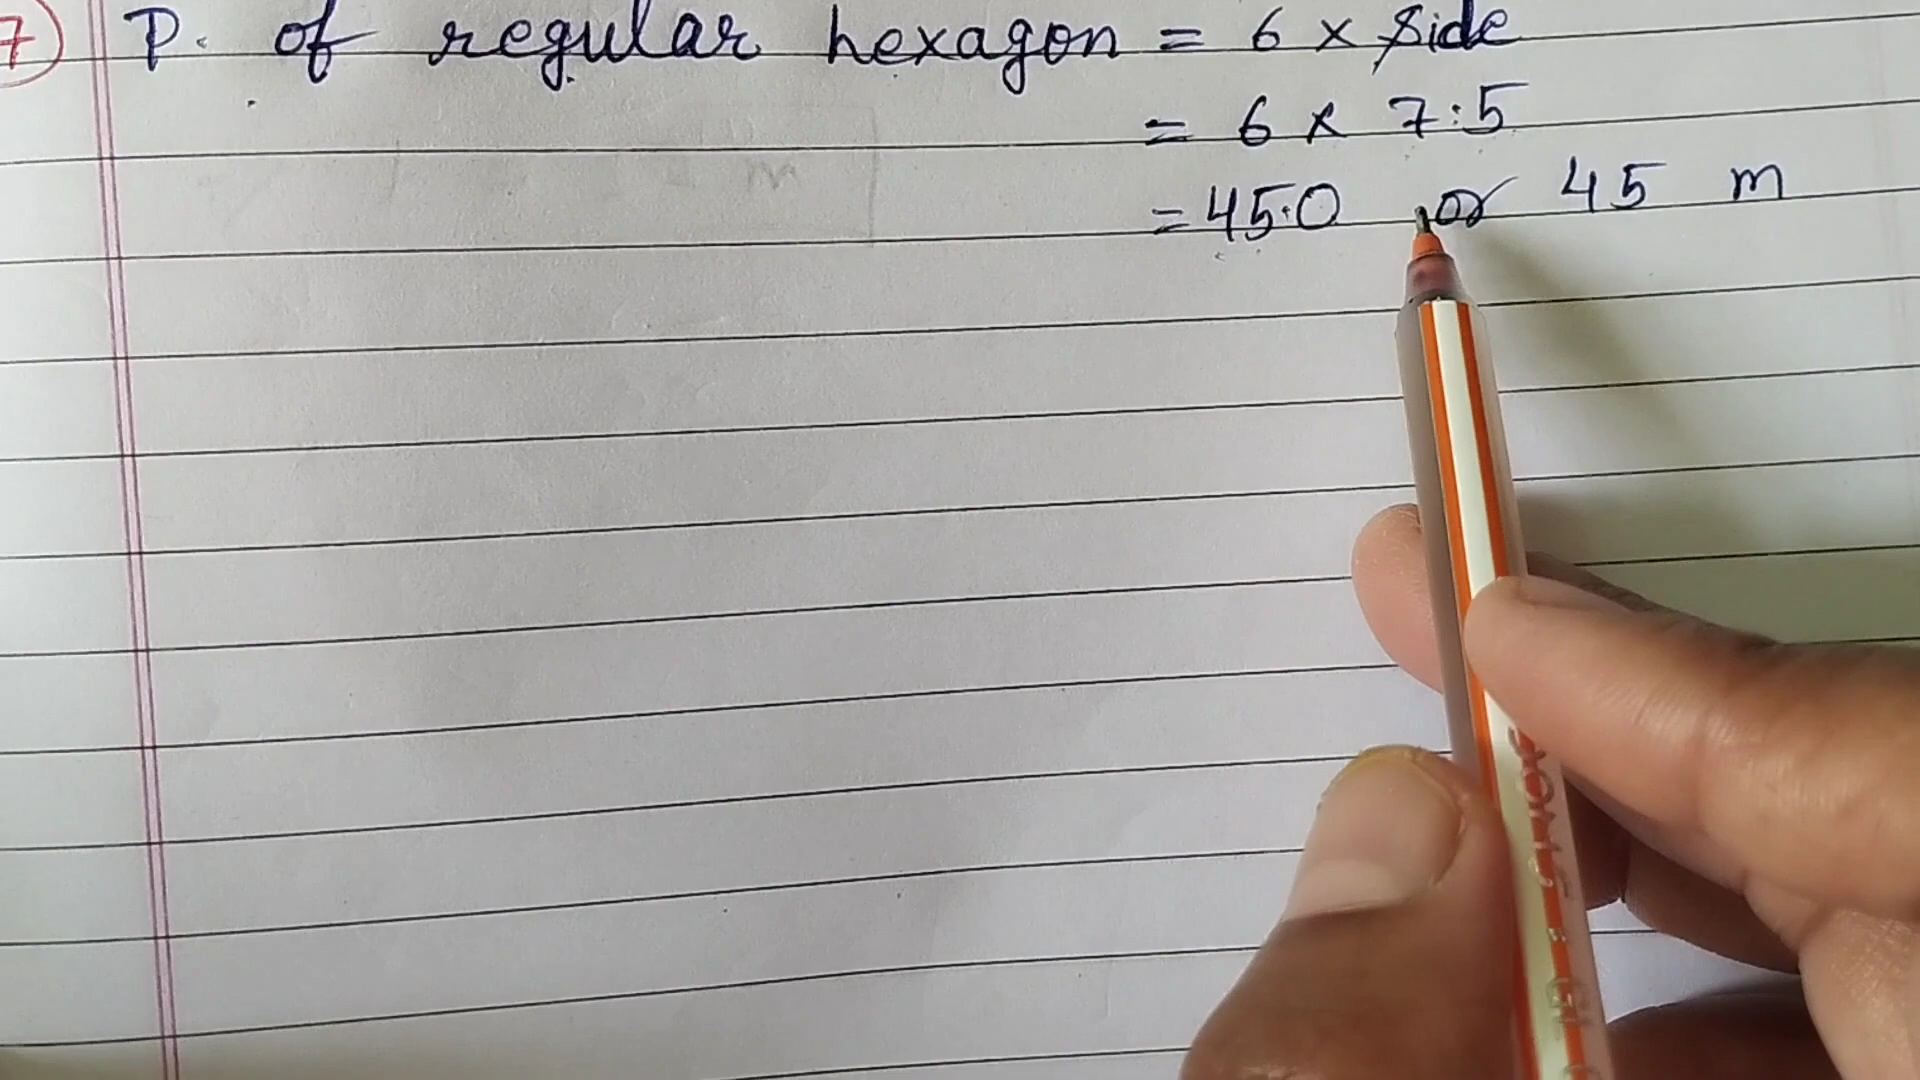 7) P. of regular hexagon = 6 × side
= 6 × 7.5
= 45.0 or 45 m